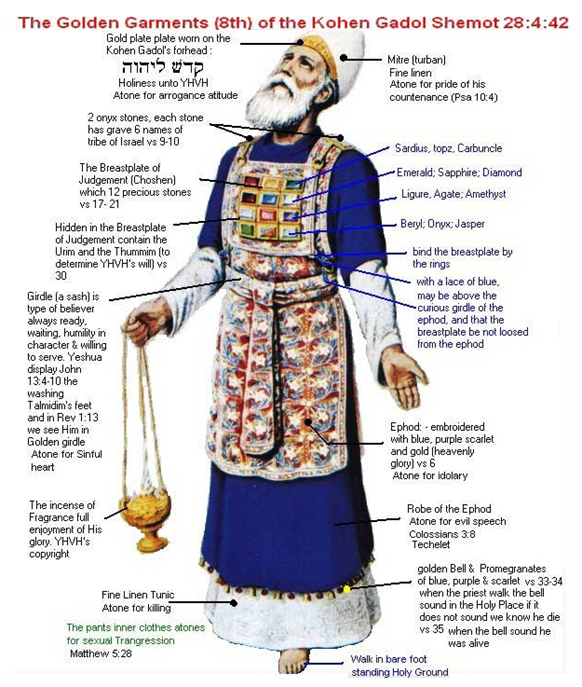 The Golden Garments (8th) of the Kohen Gadol Shemot 28:4:42
Gold plate plate worn on the
Kohen Gadol's forhead :
קדש ליהוה
Holiness unto YHVH
Atone for arrogance atitude
Mitre (turban)
Fine linen
Atone for pride of his
countenance (Psa 10:4)
2 onyx stones, each stone
has grave 6 names of
tribe of Israel vs 9-10
Sardius, topz, Carbuncle
Emerald; Sapphire; Diamond
Ligure, Agate; Amethyst
Beryl; Onyx; Jasper
The Breastplate of
Judgement (Choshen)
which 12 precious stones
vs 17- 21
Hidden in the Breastplate
of Judgement contain the
Urim and the Thummim (to
determine YHVH's will) vs
30
bind the breastplate by
the rings
with a lace of blue,
may be above the
curious girdle of the
ephod, and that the
breastplate be not loosed
from the ephod
Girdle (a sash) is
type of believer
always ready,
waiting, humility in
character & willing
to serve. Yeshua
display John
13:4-10 the
washing
Talmidim's feet
and in Rev 1:13
we see Him in
Golden girdle
Atone for Sinful
heart
Ephod: - embroidered
with blue, purple scarlet
and gold (heavenly
glory) vs 6
Atone for idolary
The incense of
Fragrance full
enjoyment of His
glory. YHVH's
copyright
Robe of the Ephod
Atone for evil speech
Colossians 3:8
Techelet
golden Bell & Promegranates
of blue, purple & scarlet vs 33-34
when the priest walk the bell
sound in the Holy Place if it
does not sound we know he die
vs 35 when the bell sound he
was alive
Fine Linen Tunic
Atone for killing
The pants inner clothes atones
for sexual Trangression
Matthew 5:28
Walk in bare foot
standing Holy Ground